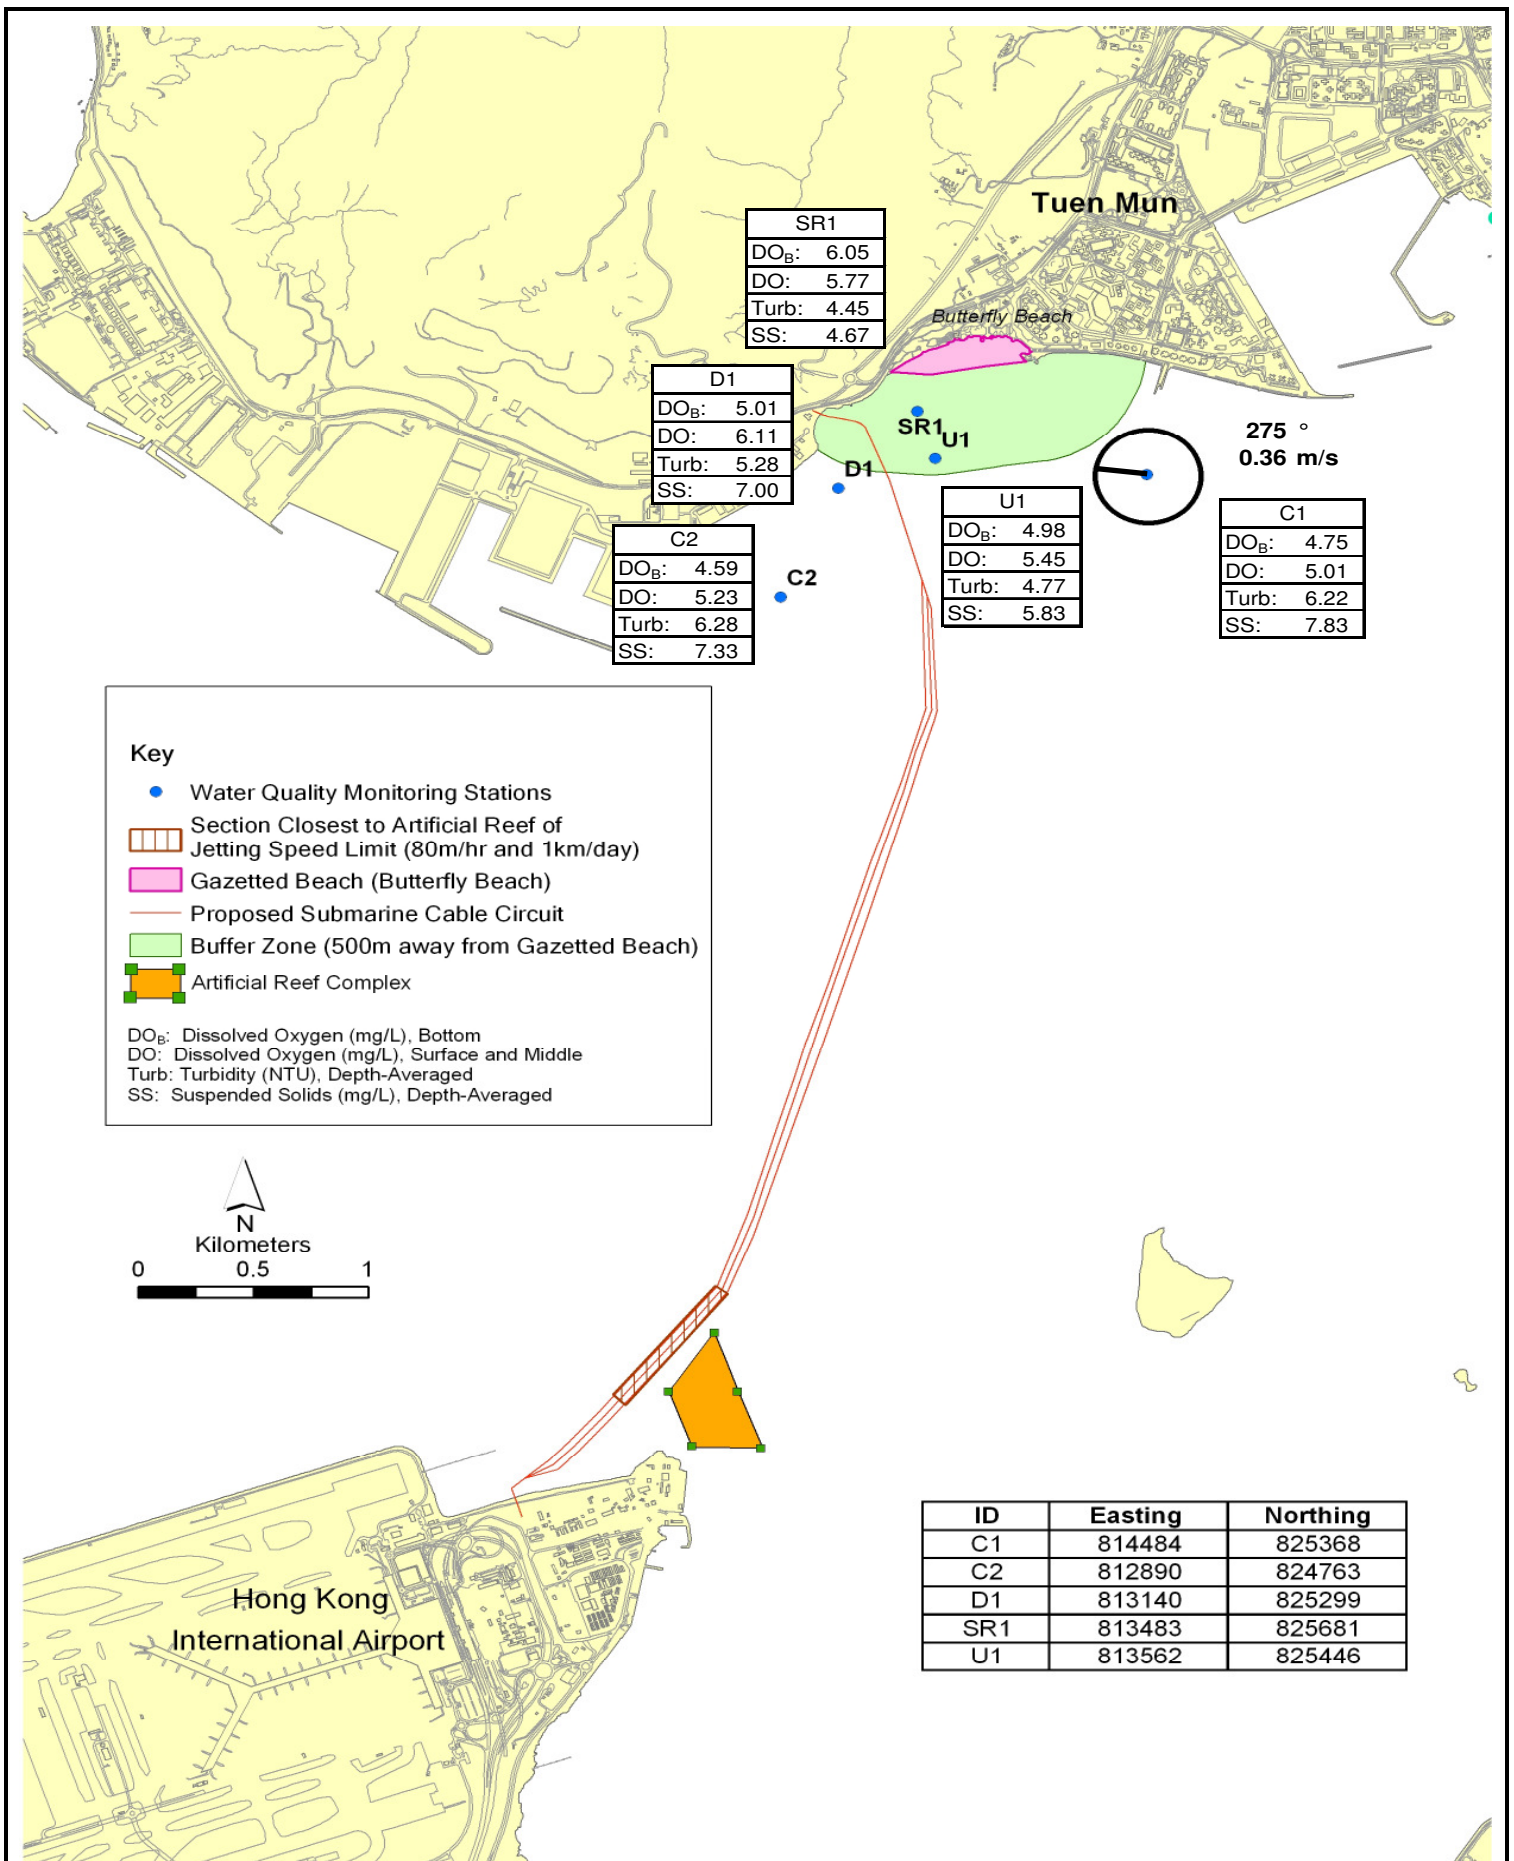 Tuen Mun
SR1
DOB: 6.05
DO: 5.77
Turb: 4.45
SS: 4.67
Butterfly Beach
D1
DOB: 5.01
DO: 6.11
Turb: 5.28
SS: 7.00
SR1
U1
D1
275 °
0.36 m/s
U1
DOB: 4.98
DO: 5.45
Turb: 4.77
SS: 5.83
C1
DOB: 4.75
DO: 5.01
Turb: 6.22
SS: 7.83
C2
DOB: 4.59
DO: 5.23
Turb: 6.28
SS: 7.33
C2
Key
Water Quality Monitoring Stations
Section Closest to Artificial Reef of
Jetting Speed Limit (80m/hr and 1km/day)
Gazetted Beach (Butterfly Beach)
Proposed Submarine Cable Circuit
Buffer Zone (500m away from Gazetted Beach)
Artificial Reef Complex
DOB: Dissolved Oxygen (mg/L), Bottom
DO: Dissolved Oxygen (mg/L), Surface and Middle
Turb: Turbidity (NTU), Depth-Averaged
SS: Suspended Solids (mg/L), Depth-Averaged
N
Kilometers
0 0.5 1
ID Easting Northing
C1 814484 825368
C2 812890 824763
D1 813140 825299
SR1 813483 825681
U1 813562 825446
Hong Kong
International Airport